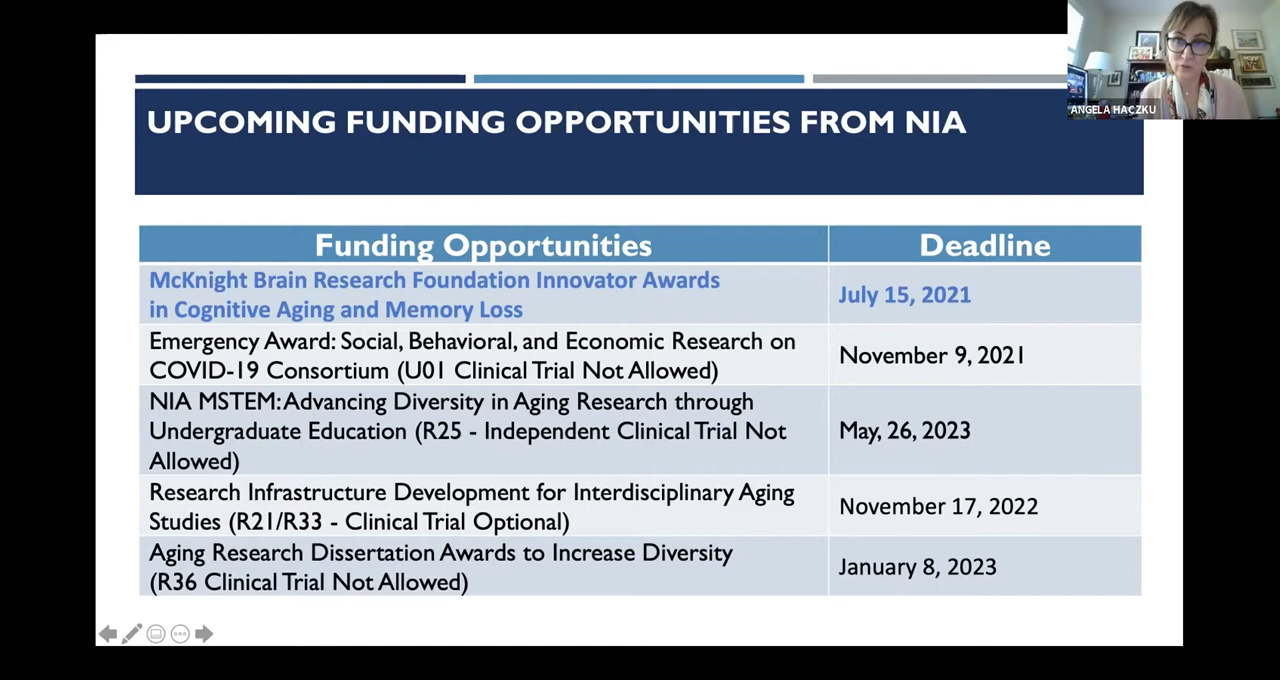 UPCOMING FUNDING OPPORTUNITIES FROM NIA
ANGELA HACZKU
Funding Opportunities
Deadline
McKnight Brain Research Foundation Innovator Awards
in Cognitive Aging and Memory Loss
July 15, 2021
Emergency Award: Social, Behavioral, and Economic Research on
COVID-19 Consortium (U01 Clinical Trial Not Allowed)
November 9, 2021
NIA MSTEM: Advancing Diversity in Aging Research through
Undergraduate Education (R25 - Independent Clinical Trial Not
Allowed)
May, 26, 2023
Research Infrastructure Development for Interdisciplinary Aging
Studies (R21/R33 - Clinical Trial Optional)
November 17, 2022
Aging Research Dissertation Awards to Increase Diversity
(R36 Clinical Trial Not Allowed)
January 8, 2023